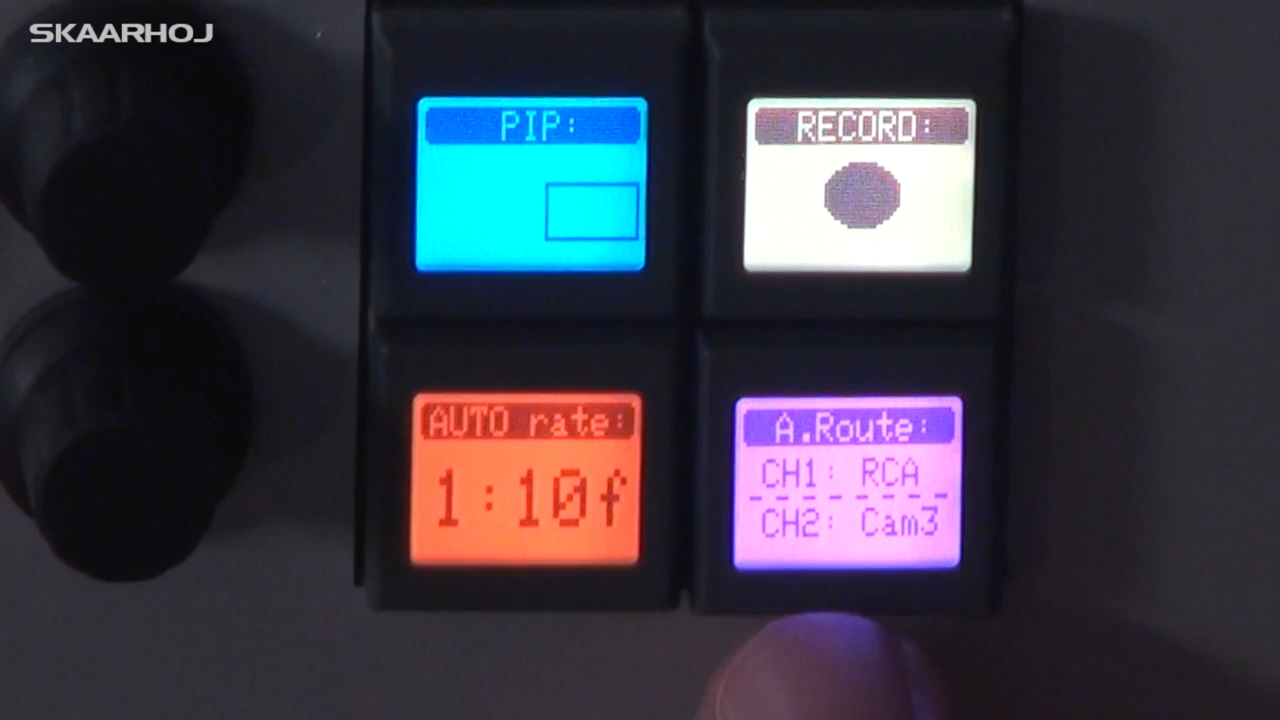 SKAARHOJ
PIP:
RECORD:
AUTO rate:
1:10f
A.Route:
CH1: RCA
CH2: Cam3